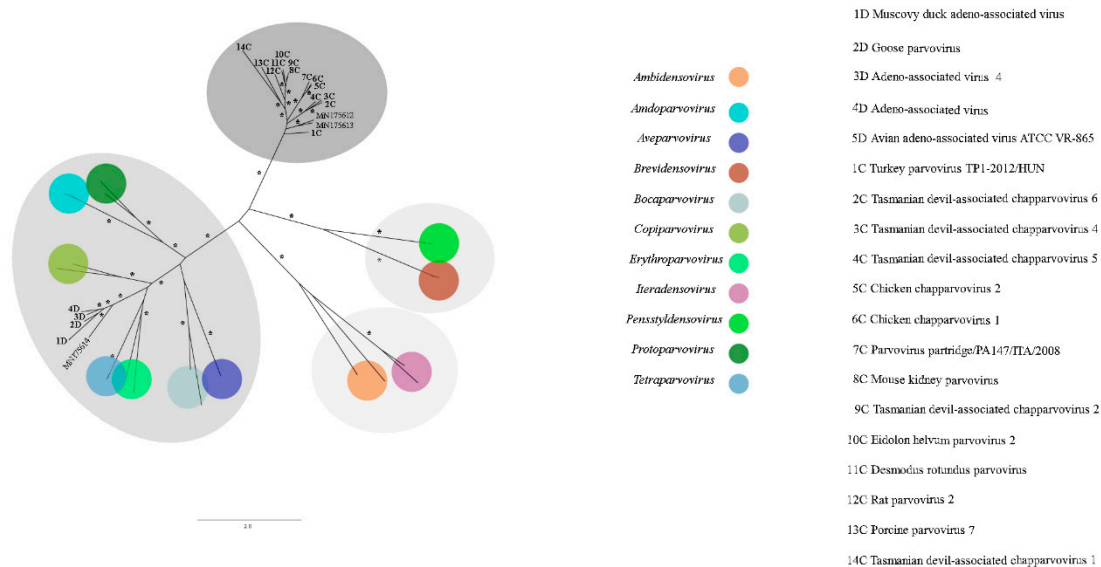 14C
10C
13C 11C 9C
12C 8C
7C 6C
5C
4C 3C
2C
MN175612
MN175613
1C
4D
3D
2D
1D
MN175614
2.0
Ambidensovirus
Amdoparvovirus
Aveparvovirus
Brevidensovirus
Bocaparvovirus
Copiparvovirus
Erythroparvovirus
Iteradensovirus
Pensstyldensovirus
Protoparvovirus
Tetraparvovirus
1D Muscovy duck adeno-associated virus
2D Goose parvovirus
3D Adeno-associated virus 4
4D Adeno-associated virus
5D Avian adeno-associated virus ATCC VR-865
1C Turkey parvovirus TP1-2012/HUN
2C Tasmanian devil-associated chapparvovirus 6
3C Tasmanian devil-associated chapparvovirus 4
4C Tasmanian devil-associated chapparvovirus 5
5C Chicken chapparvovirus 2
6C Chicken chapparvovirus 1
7C Parvovirus partridge/PA147/ITA/2008
8C Mouse kidney parvovirus
9C Tasmanian devil-associated chapparvovirus 2
10C Eidolon helvum parvovirus 2
11C Desmodus rotundus parvovirus
12C Rat parvovirus 2
13C Porcine parvovirus 7
14C Tasmanian devil-associated chapparvovirus 1